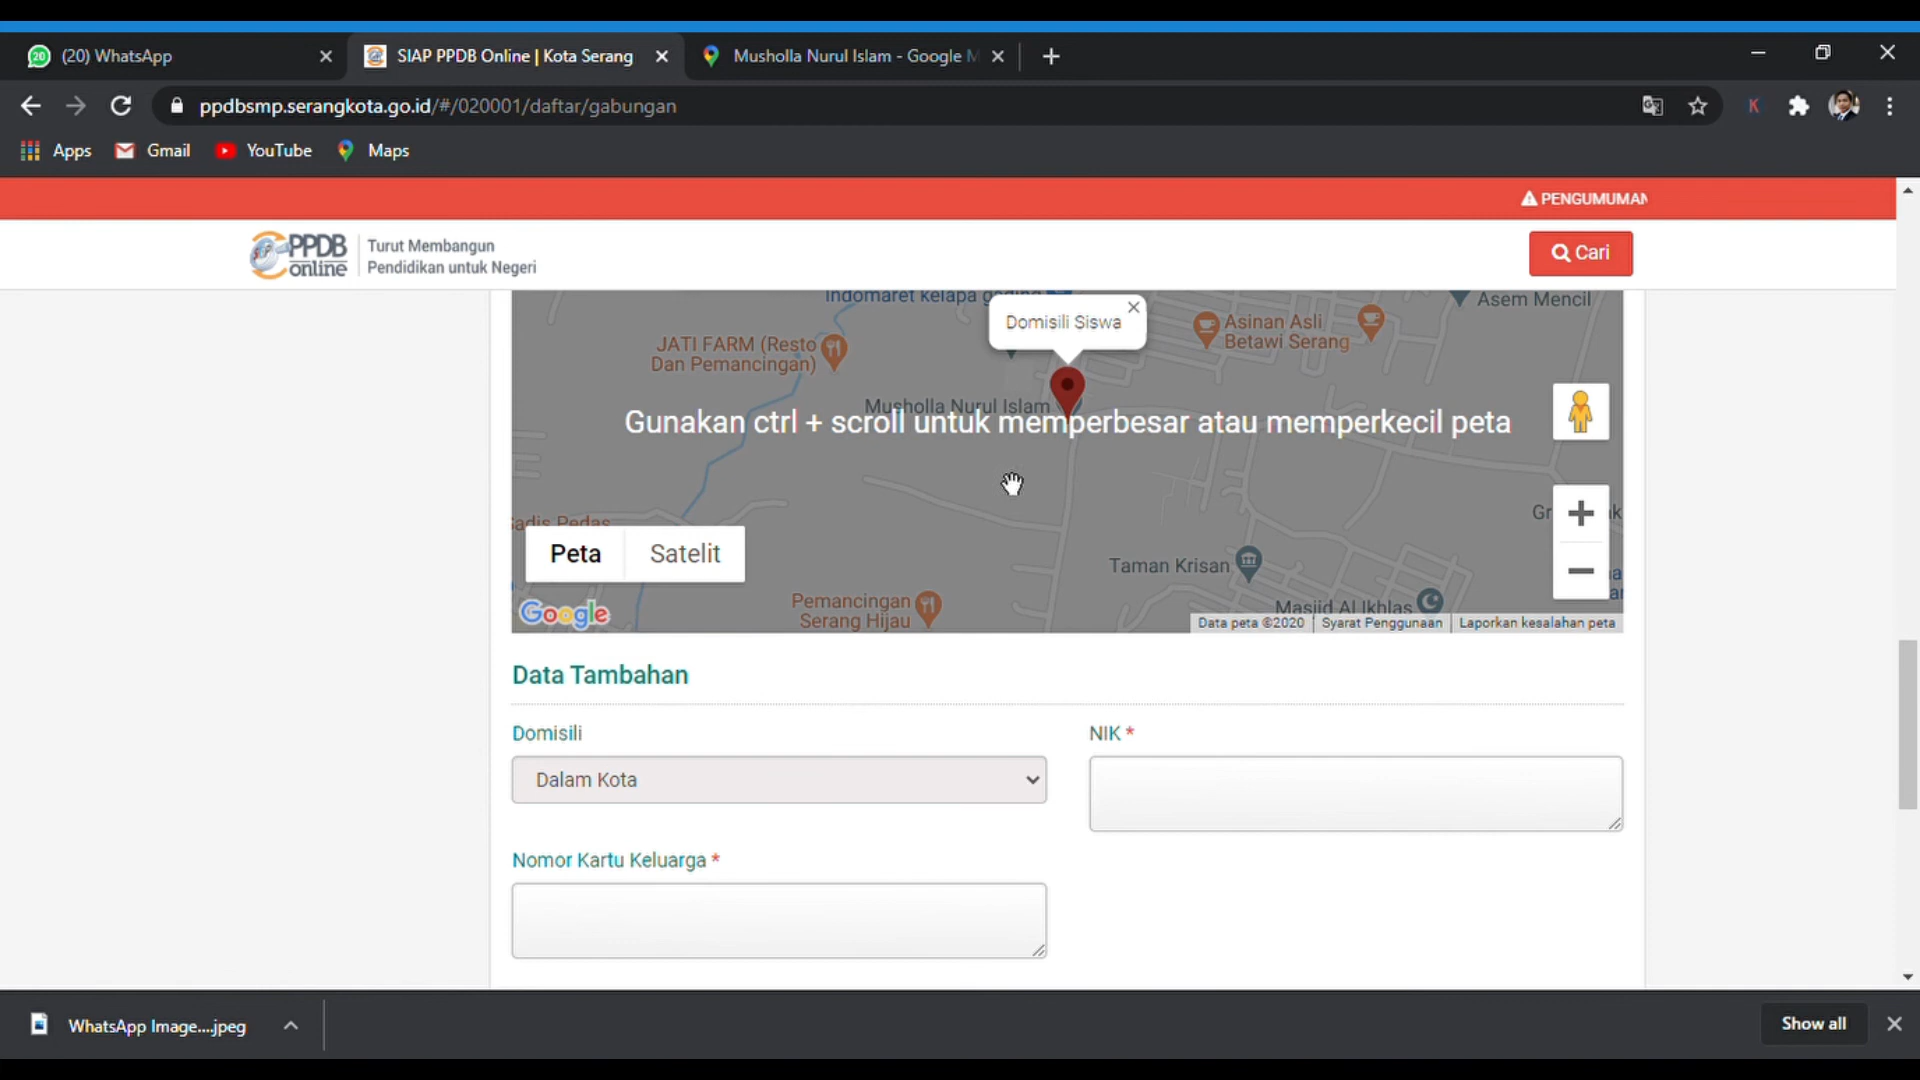 (20) WhatsApp
SIAP PPDB Online | Kota Serang
Musholla Nurul Islam - Google M
ppdbsmp.serangkota.go.id/#/020001/daftar/gabungan
K
Apps
Gmail
YouTube
Maps
PENGUMUMAN
PPDB
online
Turut Membangun
Pendidikan untuk Negeri
Cari
Indomaret kelapa gading
Domisili Siswa
Asem Mencil
JATI FARM (Resto
Dan Pemancingan)
Asinan Asli
Betawi Serang
Musholla Nurul Islam
Gunakan ctrl + scroll untuk memperbesar atau memperkecil peta
Gadis Pedas
Peta
Satelit
Taman Krisan
Pemancingan
Serang Hijau
Masjid Al Ikhlas
Google
Data peta ©2020
Syarat Penggunaan
Laporkan kesalahan peta
Data Tambahan
Domisili
NIK *
Dalam Kota
Nomor Kartu Keluarga *
WhatsApp Image....jpeg
Show all